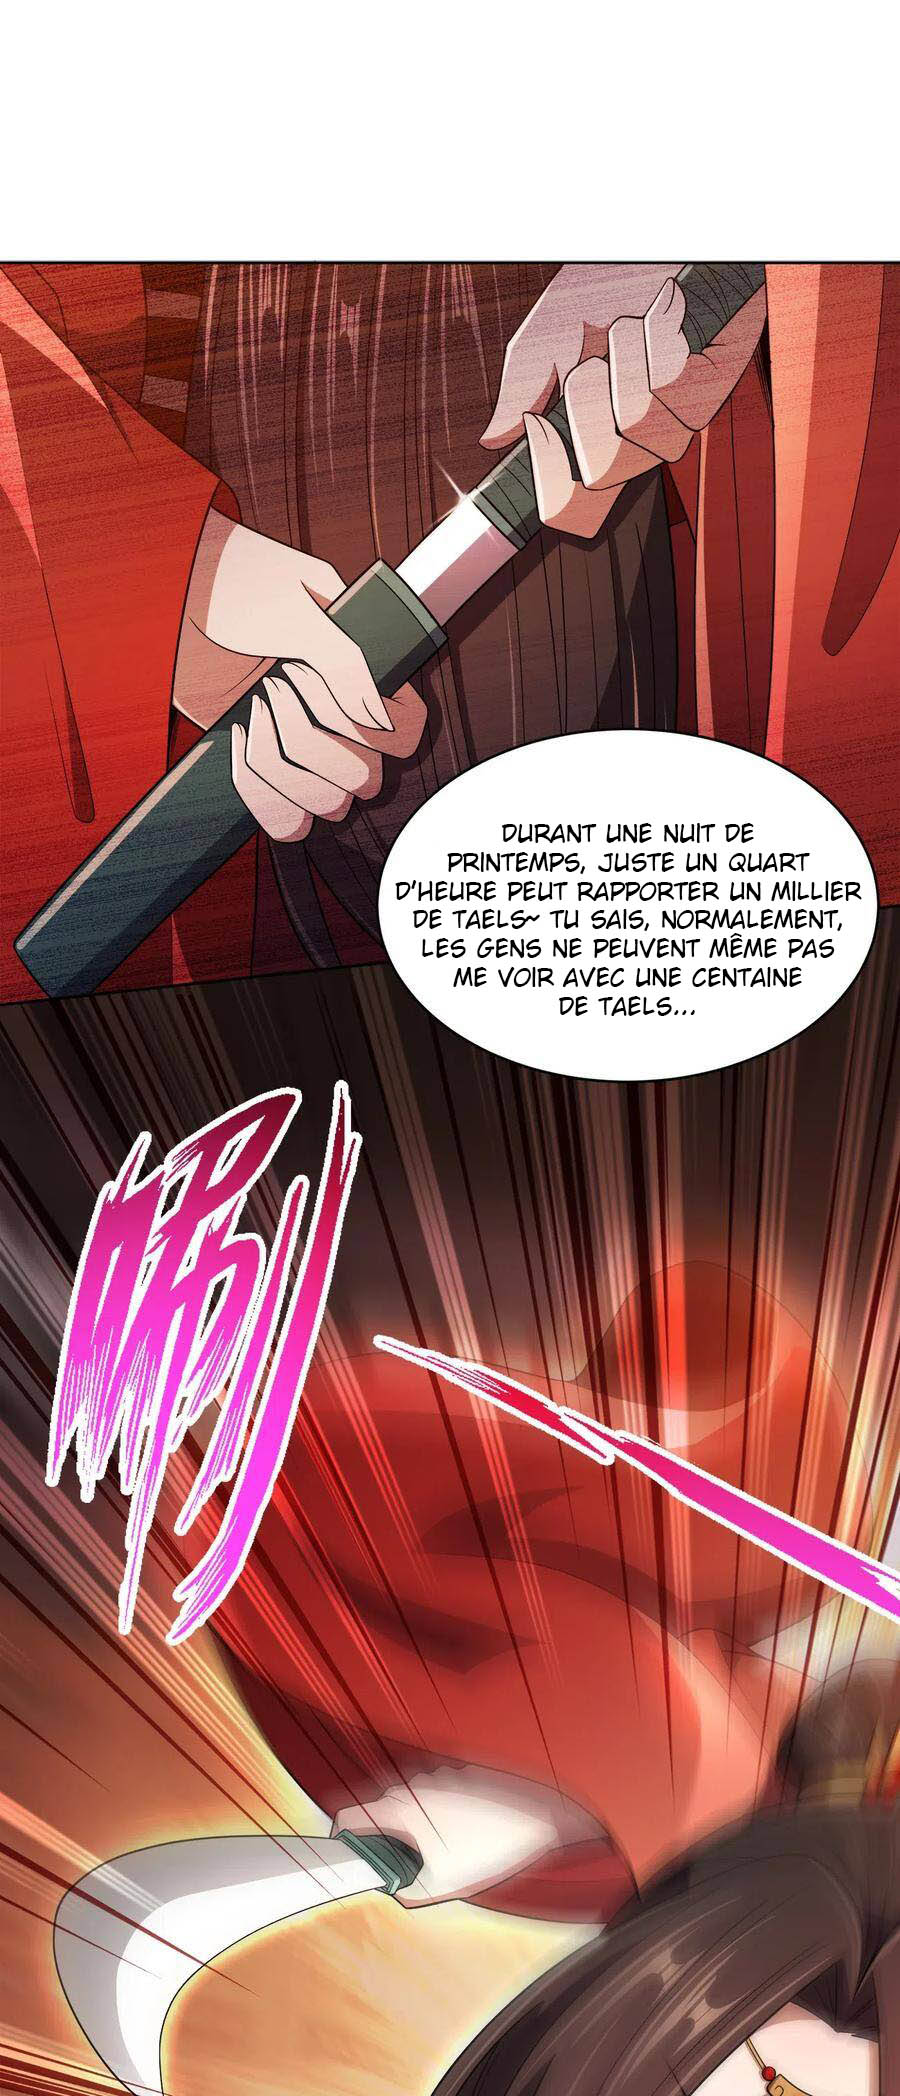 DURANT UNE NUIT DE
PRINTEMPS, JUSTE UN QUART
D'HEURE PEUT RAPPORTER UN MILLIER
DE TAELS~ TU SAIS, NORMALEMENT,
LES GENS NE PEUVENT MÊME PAS
ME VOIR AVEC UNE CENTAINE
DE TAELS...
唰